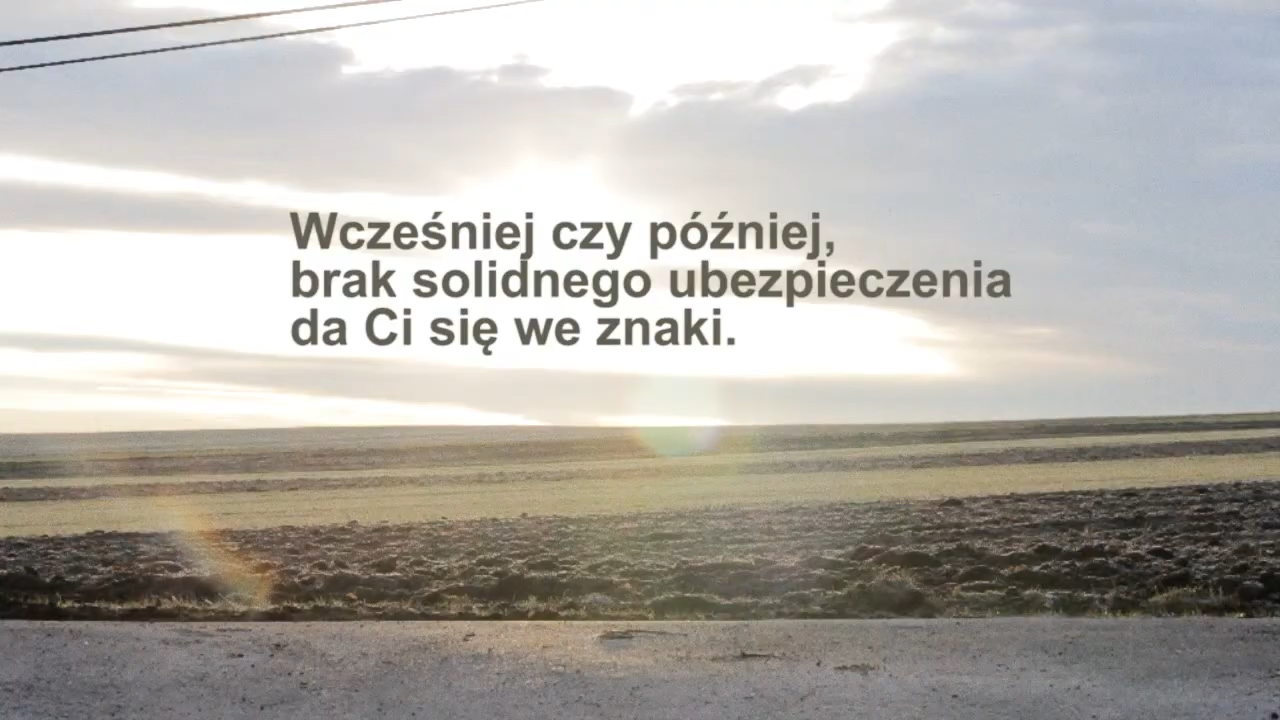 Wcześniej czy później,
brak solidnego ubezpieczenia
da Ci się we znaki.